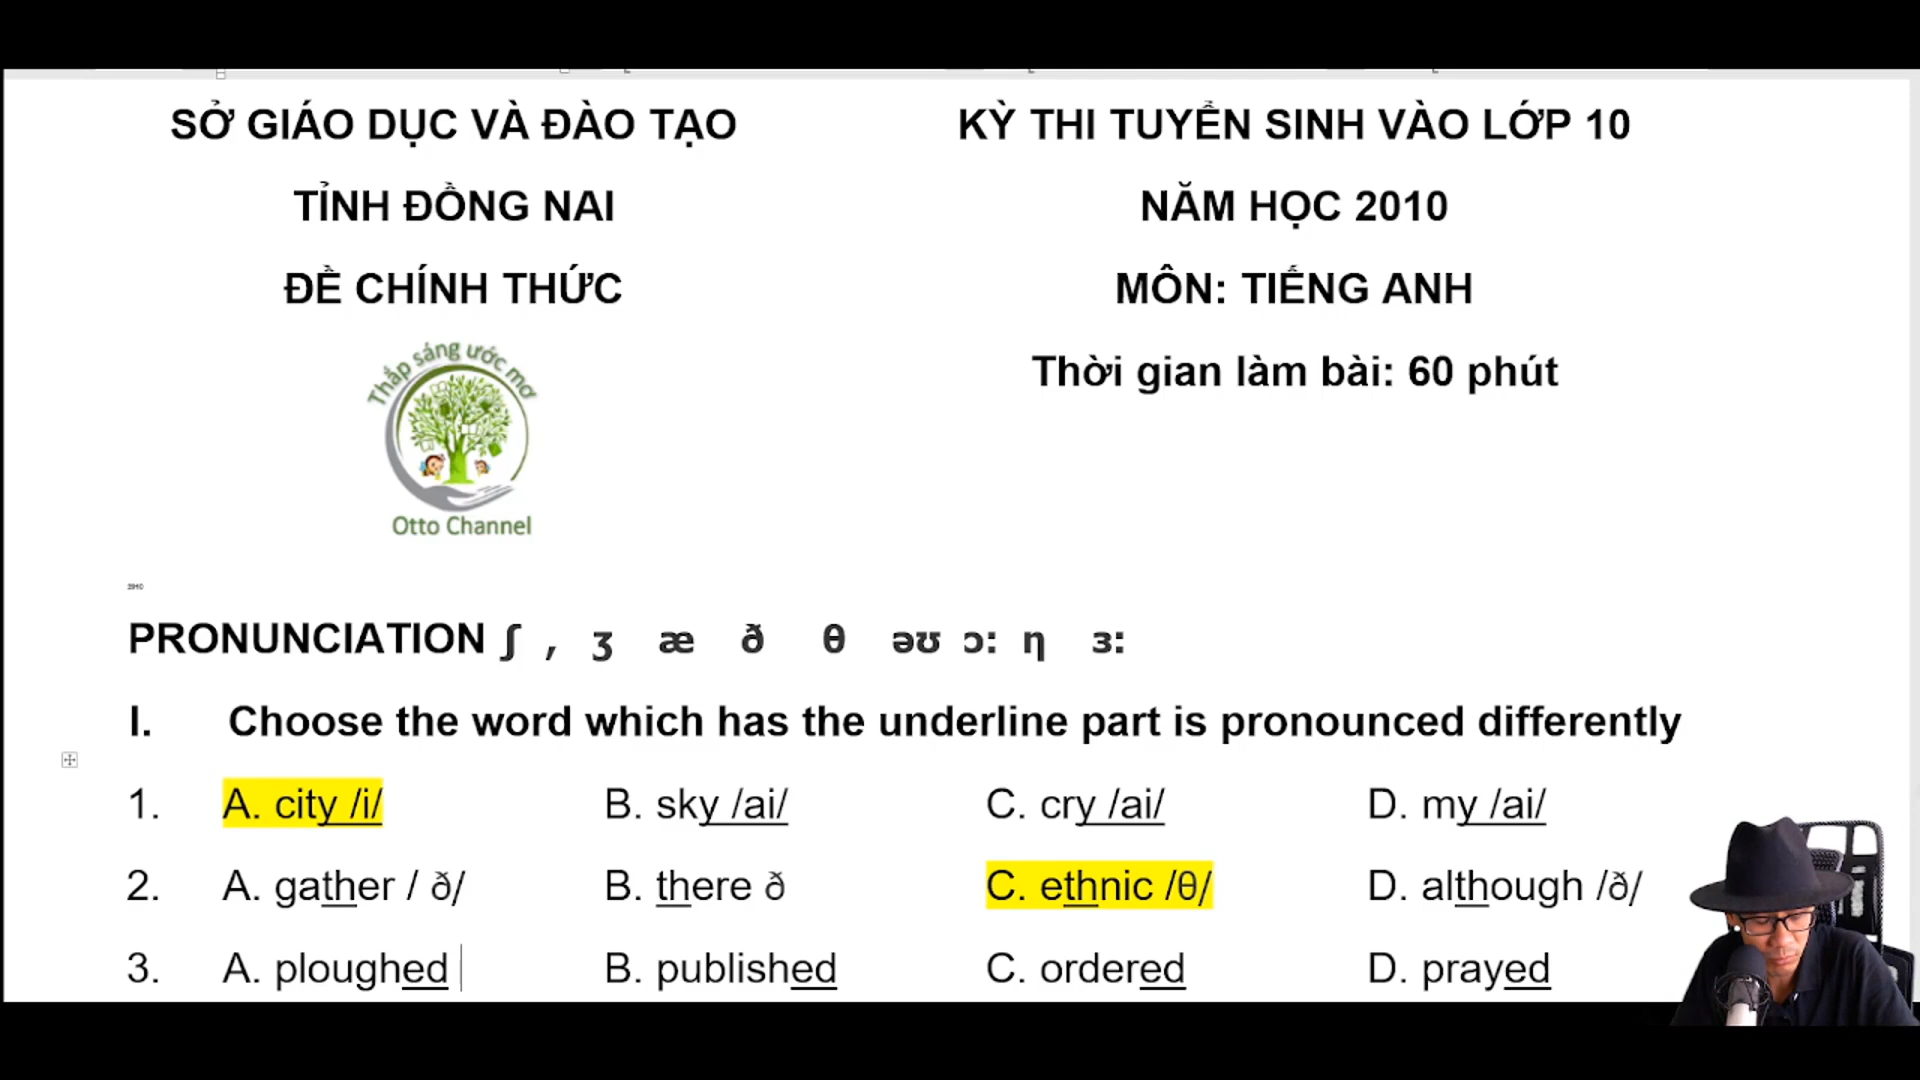 SỞ GIÁO DỤC VÀ ĐÀO TẠO
TỈNH ĐỒNG NAI
ĐỀ CHÍNH THỨC
KỲ THI TUYỂN SINH VÀO LỚP 10
NĂM HỌC 2010
MÔN: TIẾNG ANH
Thời gian làm bài: 60 phút
Thắp sáng ước mơ
Otto Channel
PRONUNCIATION ʃ , ʒ æ ð θ əʊ ɔ: η ɜ:
I. Choose the word which has the underline part is pronounced differently
1. A. city /i/ B. sky /ai/ C. cry /ai/ D. my /ai/
2. A. gather / ð/ B. there ð C. ethnic /θ/ D. although /ð/
3. A. ploughed B. published C. ordered D. prayed